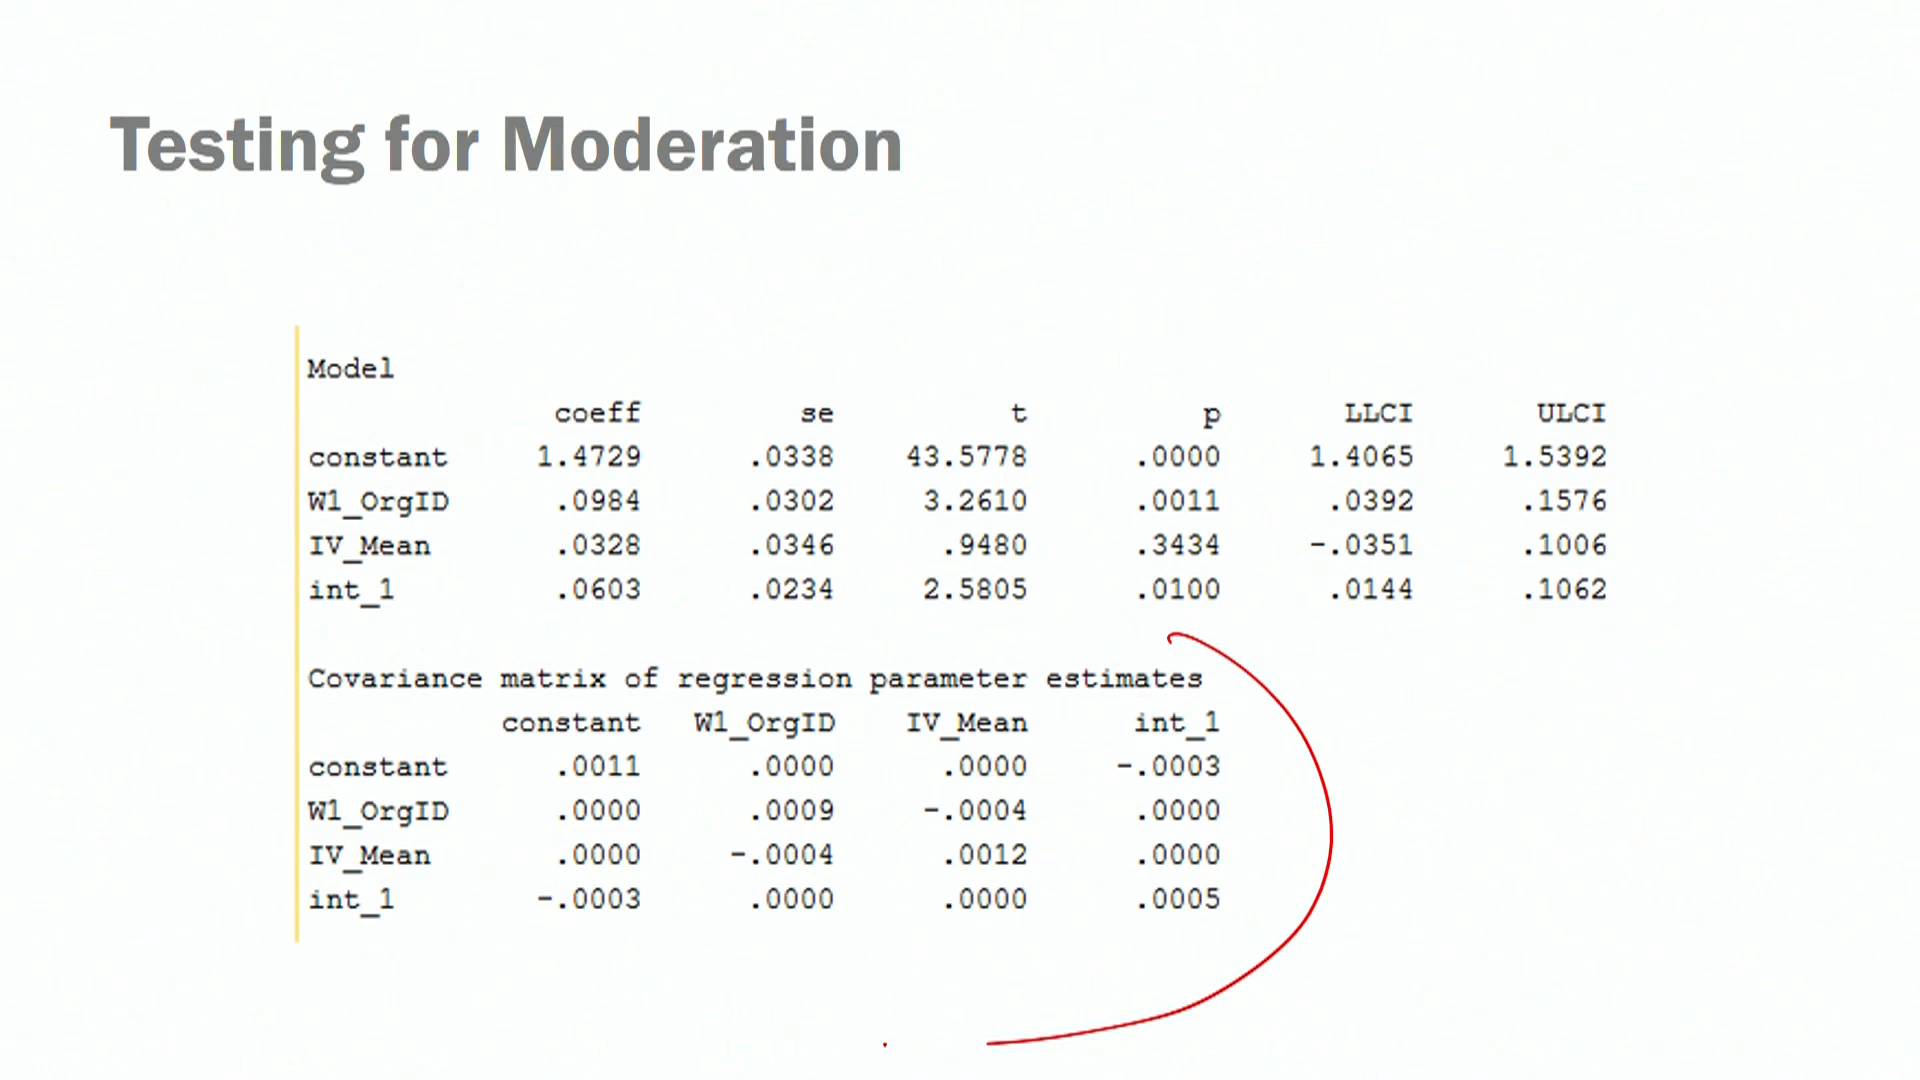 Testing for Moderation
Model
coeff se t p LLCI ULCI
constant 1.4729 .0338 43.5778 .0000 1.4065 1.5392
W1_OrgID .0984 .0302 3.2610 .0011 .0392 .1576
IV_Mean .0328 .0346 .9480 .3434 -.0351 .1006
int_1 .0603 .0234 2.5805 .0100 .0144 .1062
Covariance matrix of regression parameter estimates
constant W1_OrgID IV_Mean int_1
constant .0011 .0000 .0000 -.0003
W1_OrgID .0000 .0009 -.0004 .0000
IV_Mean .0000 -.0004 .0012 .0000
int_1 -.0003 .0000 .0000 .0005